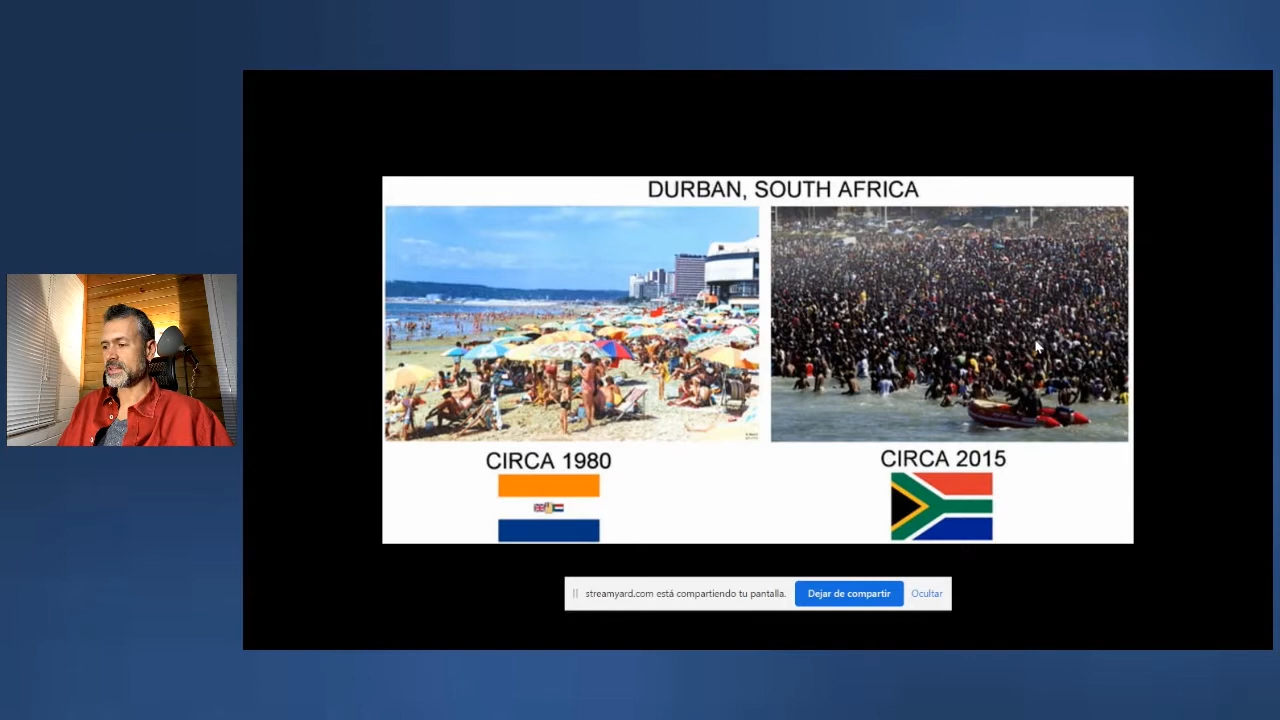 DURBAN, SOUTH AFRICA
CIRCA 1980
CIRCA 2015
streamyard.com está compartiendo tu pantalla.
Dejar de compartir
Ocultar